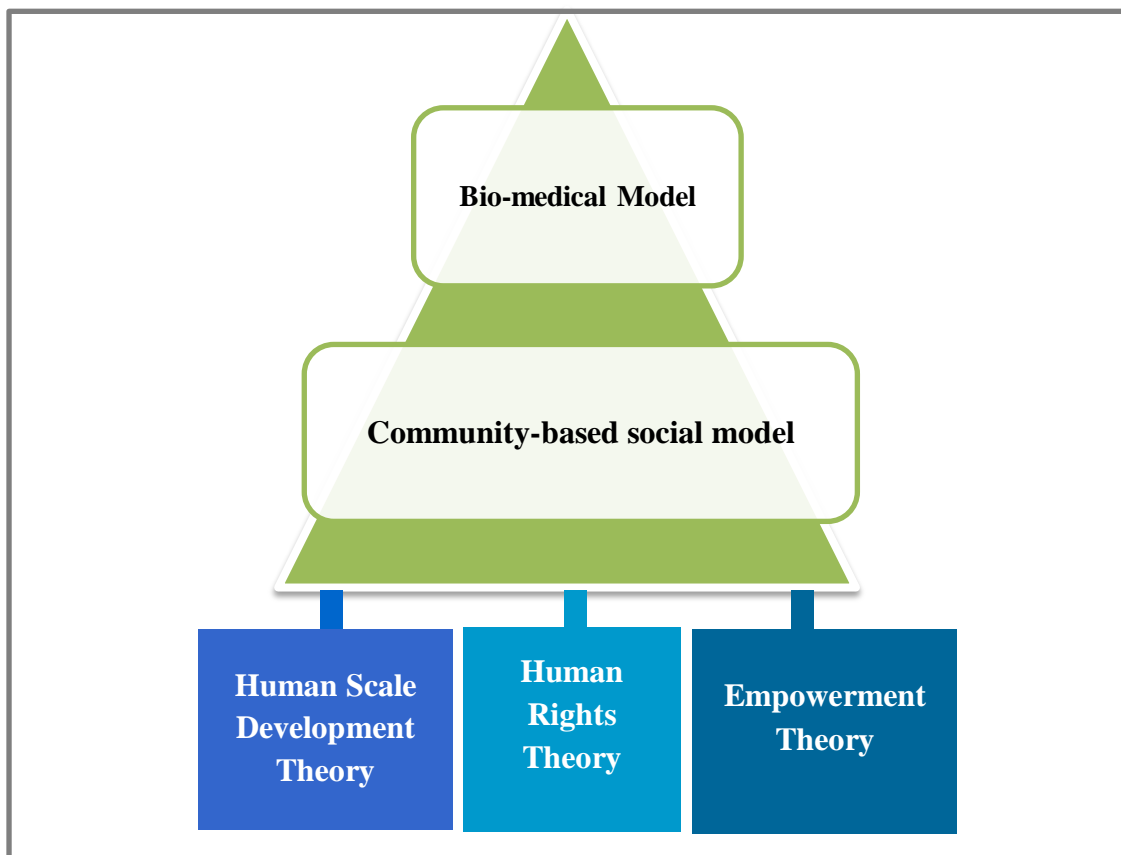 Bio-medical Model
Community-based social model
Human Scale
Development
Theory
Human
Rights
Theory
Empowerment
Theory